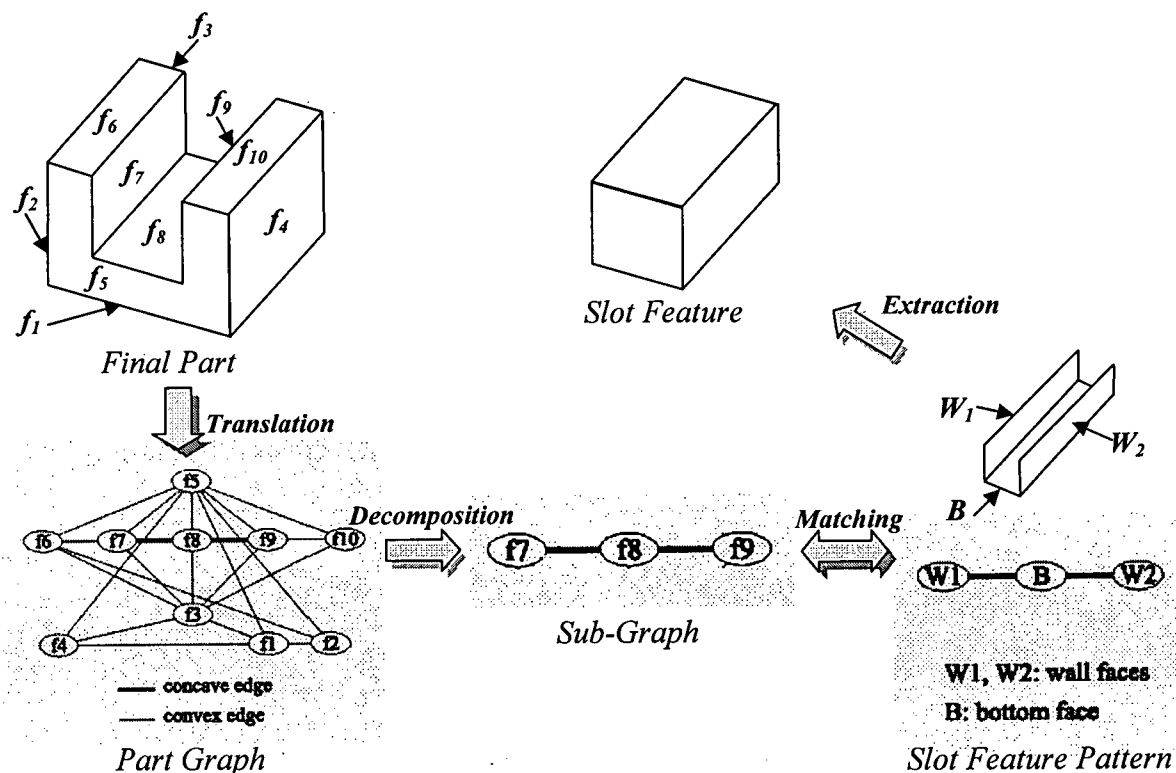 f3
f6
f9
f10
f7
f2
f8
f4
f5
f1
Final Part
Slot Feature
Extraction
Translation
W1
W2
B
f5
Decomposition
Matching
f6 f7 f8 f9 f10
f7 f8 f9
W1 B W2
f3
f4 f1 f2
Sub-Graph
concave edge
convex edge
W1, W2: wall faces
B: bottom face
Part Graph
Slot Feature Pattern